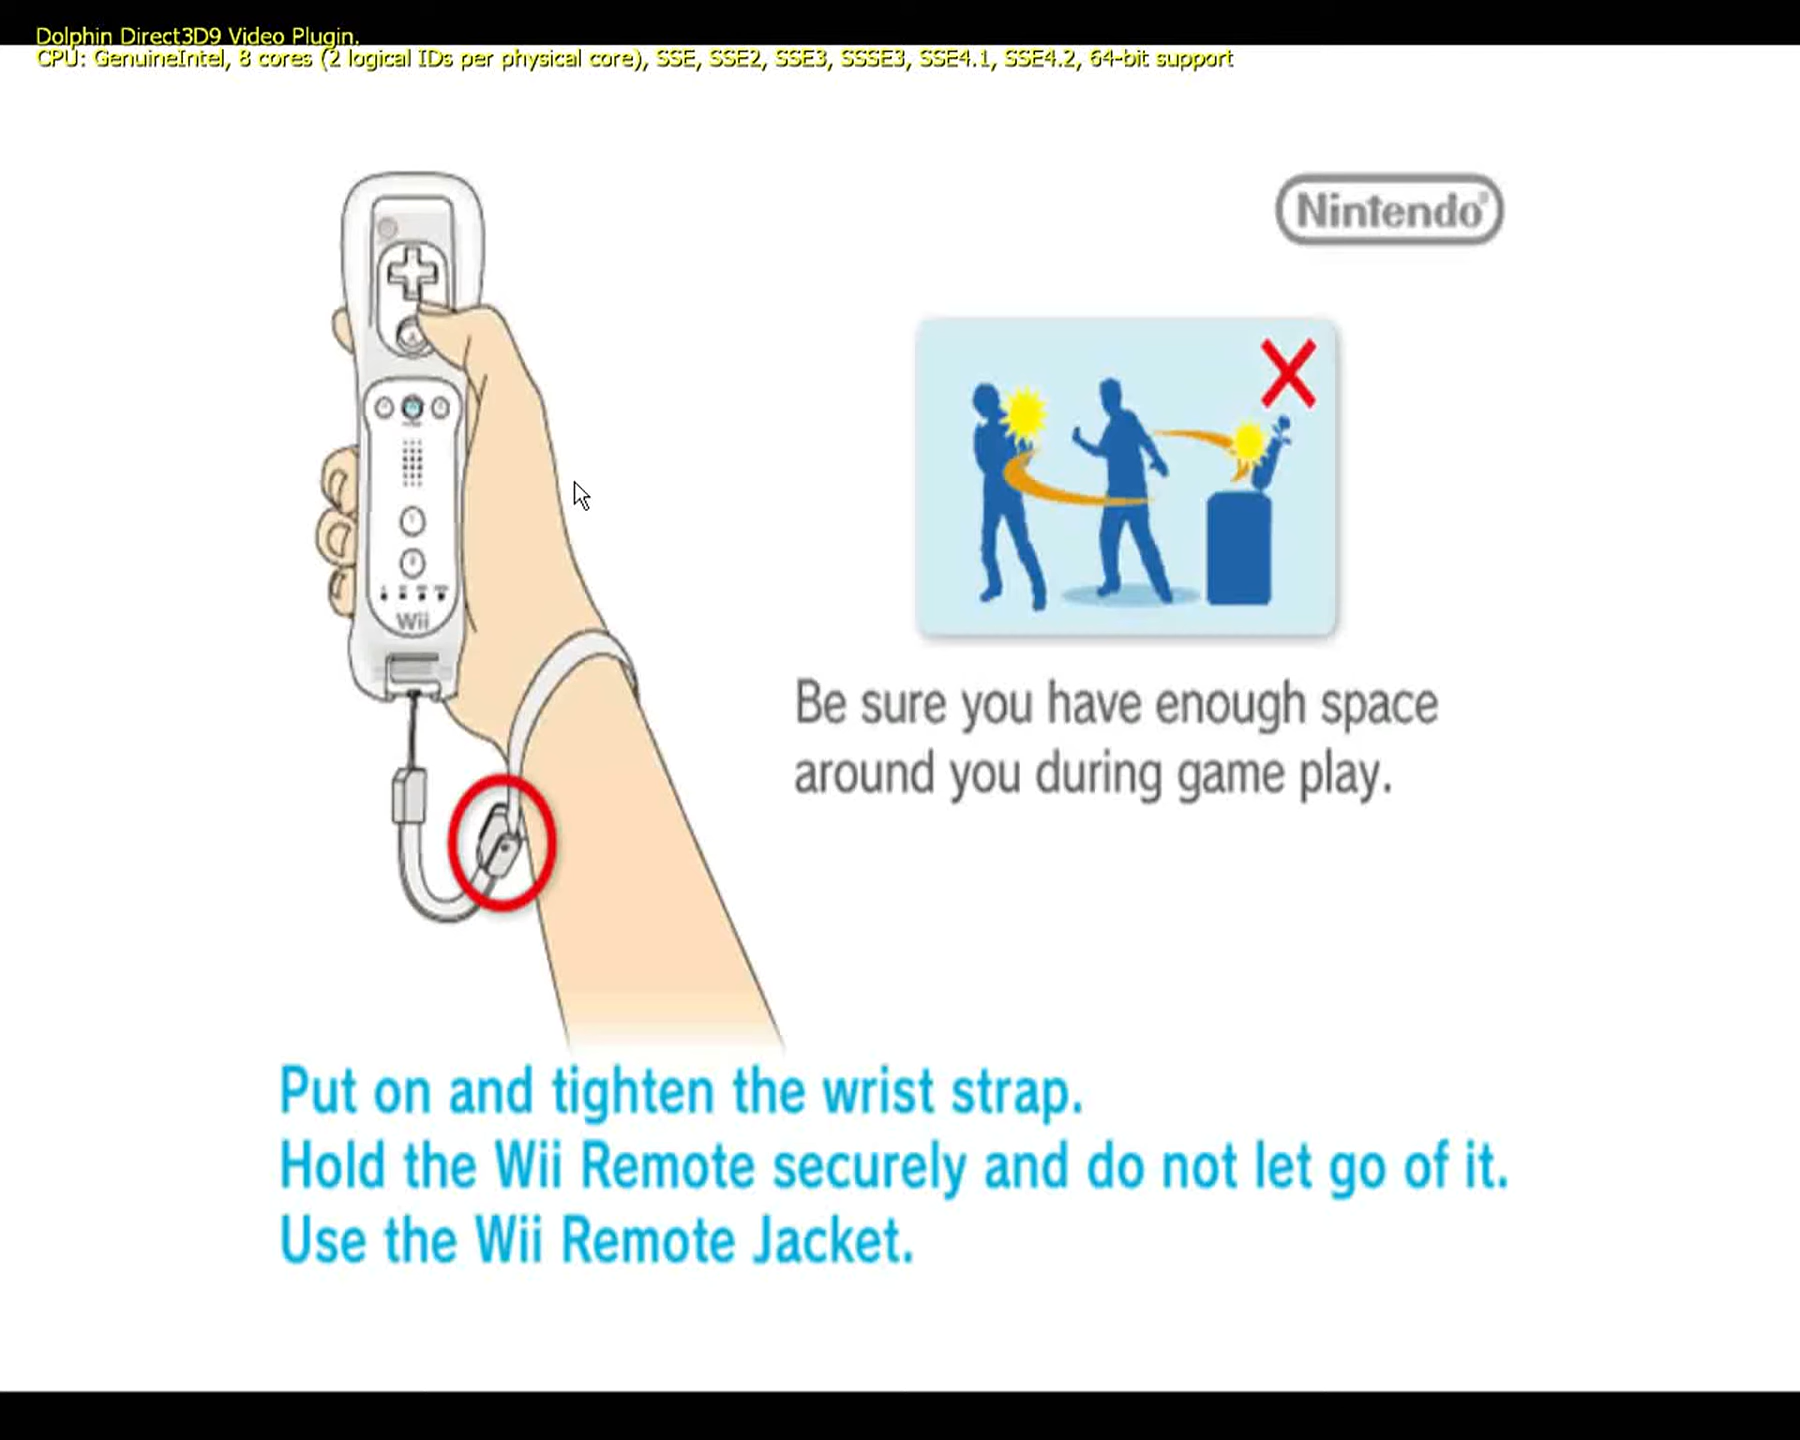 Dolphin Direct3D9 Video Plugin.
CPU: GenuineIntel, 8 cores (2 logical IDs per physical core), SSE, SSE2, SSE3, SSSE3, SSE4.1, SSE4.2, 64-bit support
Nintendo®
Wii
Be sure you have enough space
around you during game play.
Put on and tighten the wrist strap.
Hold the Wii Remote securely and do not let go of it.
Use the Wii Remote Jacket.